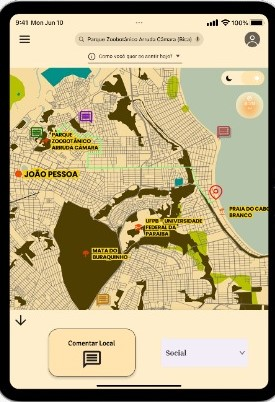 9:41 Mon Jun 10
100%
Parque Zoobotânico Arruda Câmara (Bica)
Como você quer se sentir hoje?
PARQUE
ZOOBOTÂNICO
ARRUDA CÂMARA
JOÃO PESSOA
PRAIA DO CABO
BRANCO
UFPB - UNIVERSIDADE
FEDERAL DA
PARAÍBA
MATA DO
BURAQUINHO
Comentar Local
Social